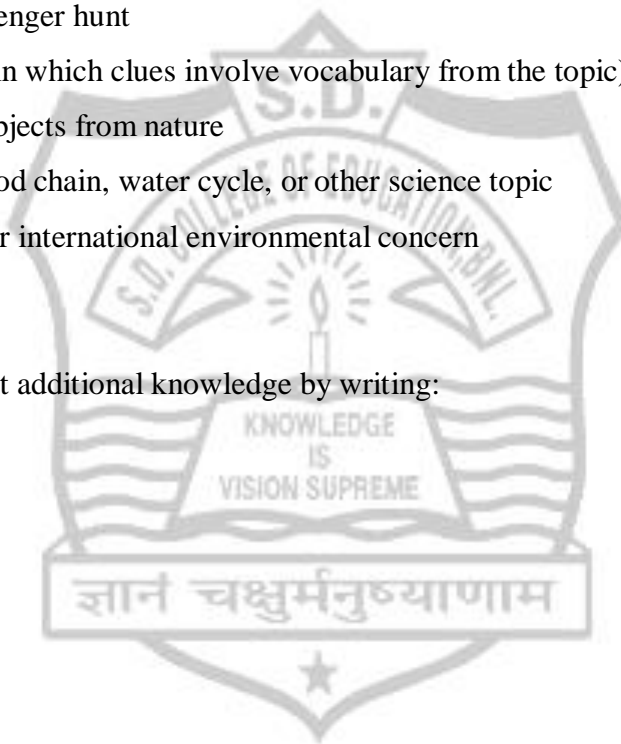 enger hunt
in which clues involve vocabulary from the topic)
S.D.
bjects from nature
od chain, water cycle, or other science topic
S.D. COLLEGE OF EDUCATION, BNL.
r international environmental concern
t additional knowledge by writing:
KNOWLEDGE
IS
VISION SUPREME
ज्ञानं चक्षुर्मनुष्याणाम